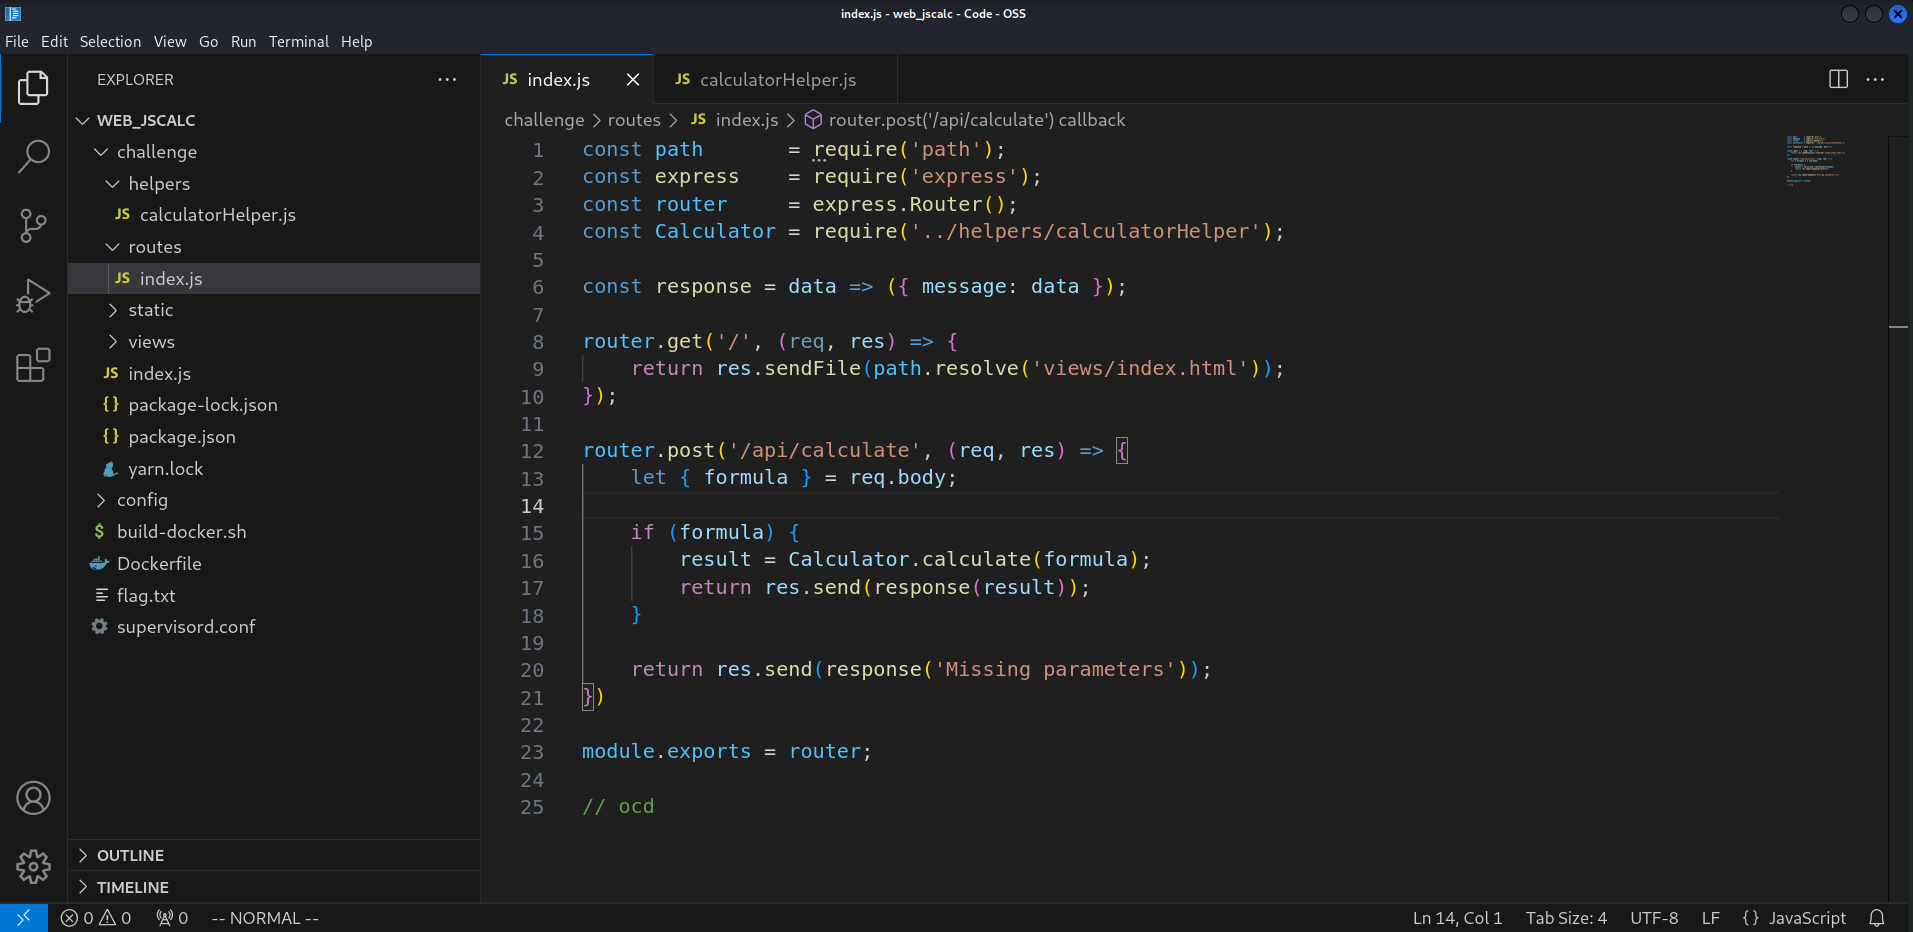 index.js - web_jscalc - Code - OSS
File Edit Selection View Go Run Terminal Help
EXPLORER
WEB_JSCALC
challenge
helpers
JS calculatorHelper.js
routes
JS index.js
static
views
JS index.js
{} package-lock.json
{} package.json
yarn.lock
config
$ build-docker.sh
Dockerfile
flag.txt
supervisord.conf
OUTLINE
TIMELINE
JS index.js JS calculatorHelper.js
challenge > routes > JS index.js > router.post('/api/calculate') callback
1 const path       = require('path');
2 const express    = require('express');
3 const router     = express.Router();
4 const Calculator = require('../helpers/calculatorHelper');
5
6 const response = data => ({ message: data });
7
8 router.get('/', (req, res) => {
9     return res.sendFile(path.resolve('views/index.html'));
10 });
11
12 router.post('/api/calculate', (req, res) => {
13     let { formula } = req.body;
14
15     if (formula) {
16         result = Calculator.calculate(formula);
17         return res.send(response(result));
18     }
19
20     return res.send(response('Missing parameters'));
21 })
22
23 module.exports = router;
24
25 // ocd
0 0 0 -- NORMAL -- Ln 14, Col 1 Tab Size: 4 UTF-8 LF {} JavaScript